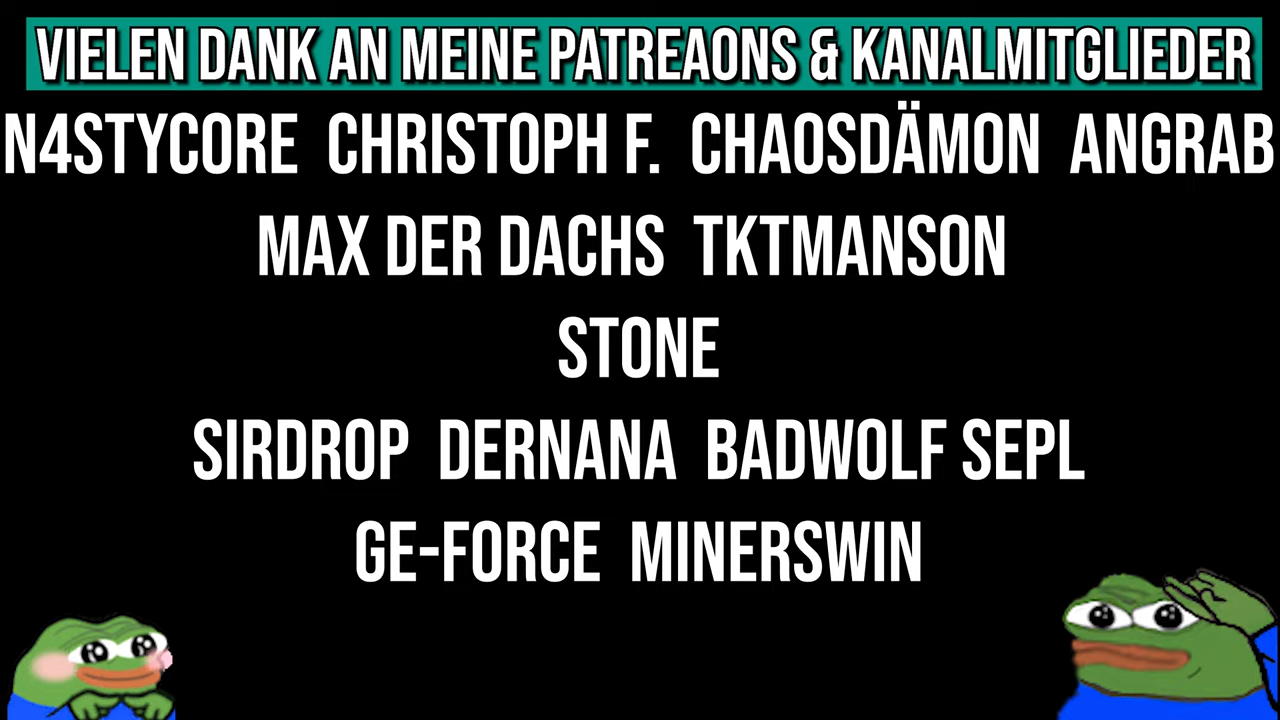 VIELEN DANK AN MEINE PATREAONS & KANALMITGLIEDER
N4STYCORE CHRISTOPH F. CHAOSDÄMON ANGRAB
MAX DER DACHS TKTMANSON
STONE
SIRDROP DERNANA BADWOLF SEPL
GE-FORCE MINERSWIN